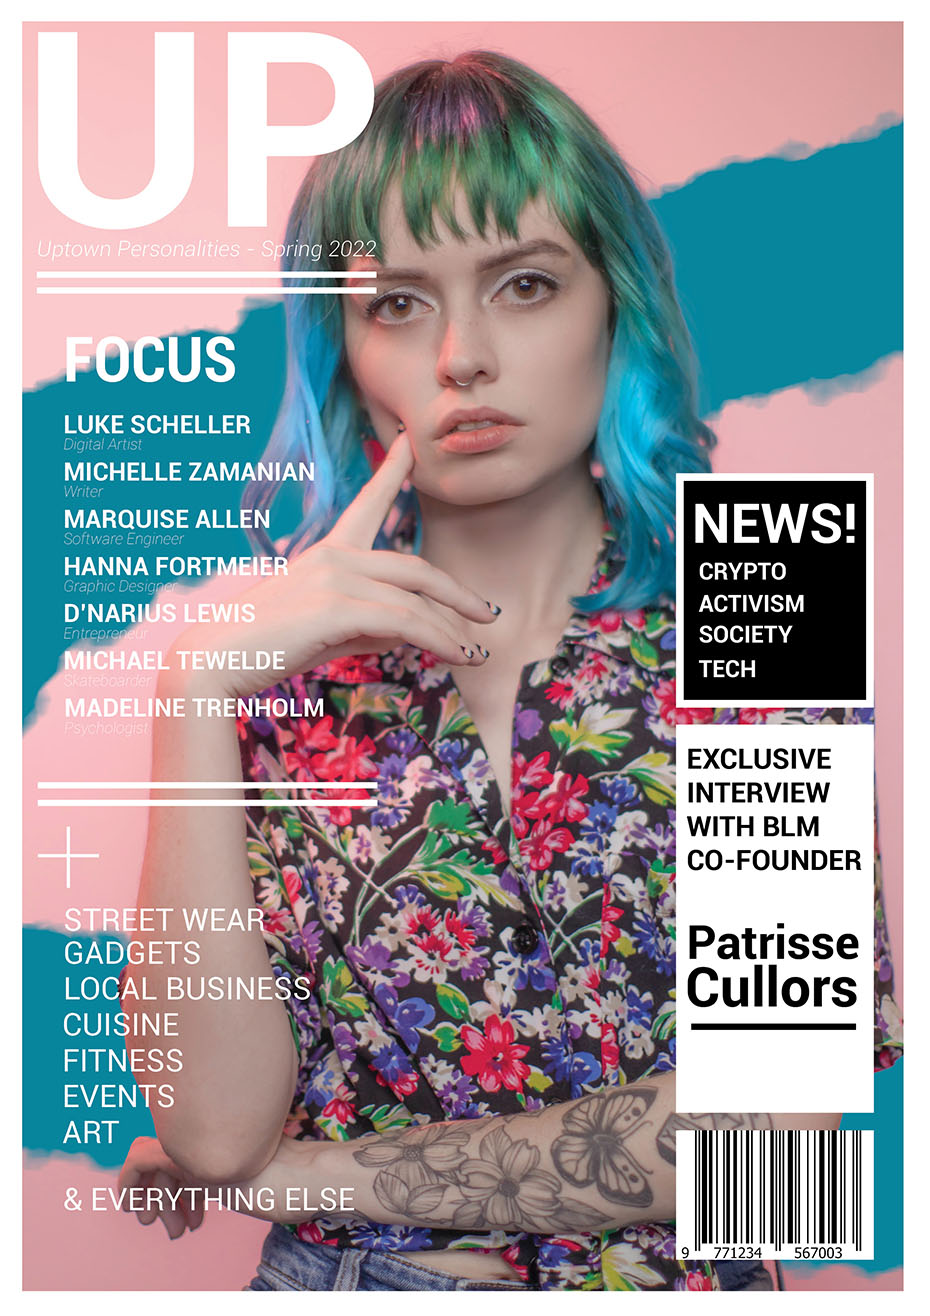 UP
Uptown Personalities - Spring 2022
FOCUS
LUKE SCHELLER
Digital Artist
MICHELLE ZAMANIAN
Writer
MARQUISE ALLEN
Software Engineer
HANNA FORTMEIER
Graphic Designer
D'NARIUS LEWIS
Entrepreneur
MICHAEL TEWELDE
Skateboarder
MADELINE TRENHOLM
Psychologist
+
STREET WEAR
GADGETS
LOCAL BUSINESS
CUISINE
FITNESS
EVENTS
ART
& EVERYTHING ELSE
NEWS!
CRYPTO
ACTIVISM
SOCIETY
TECH
EXCLUSIVE
INTERVIEW
WITH BLM
CO-FOUNDER
Patrisse
Cullors
9 771234 567003